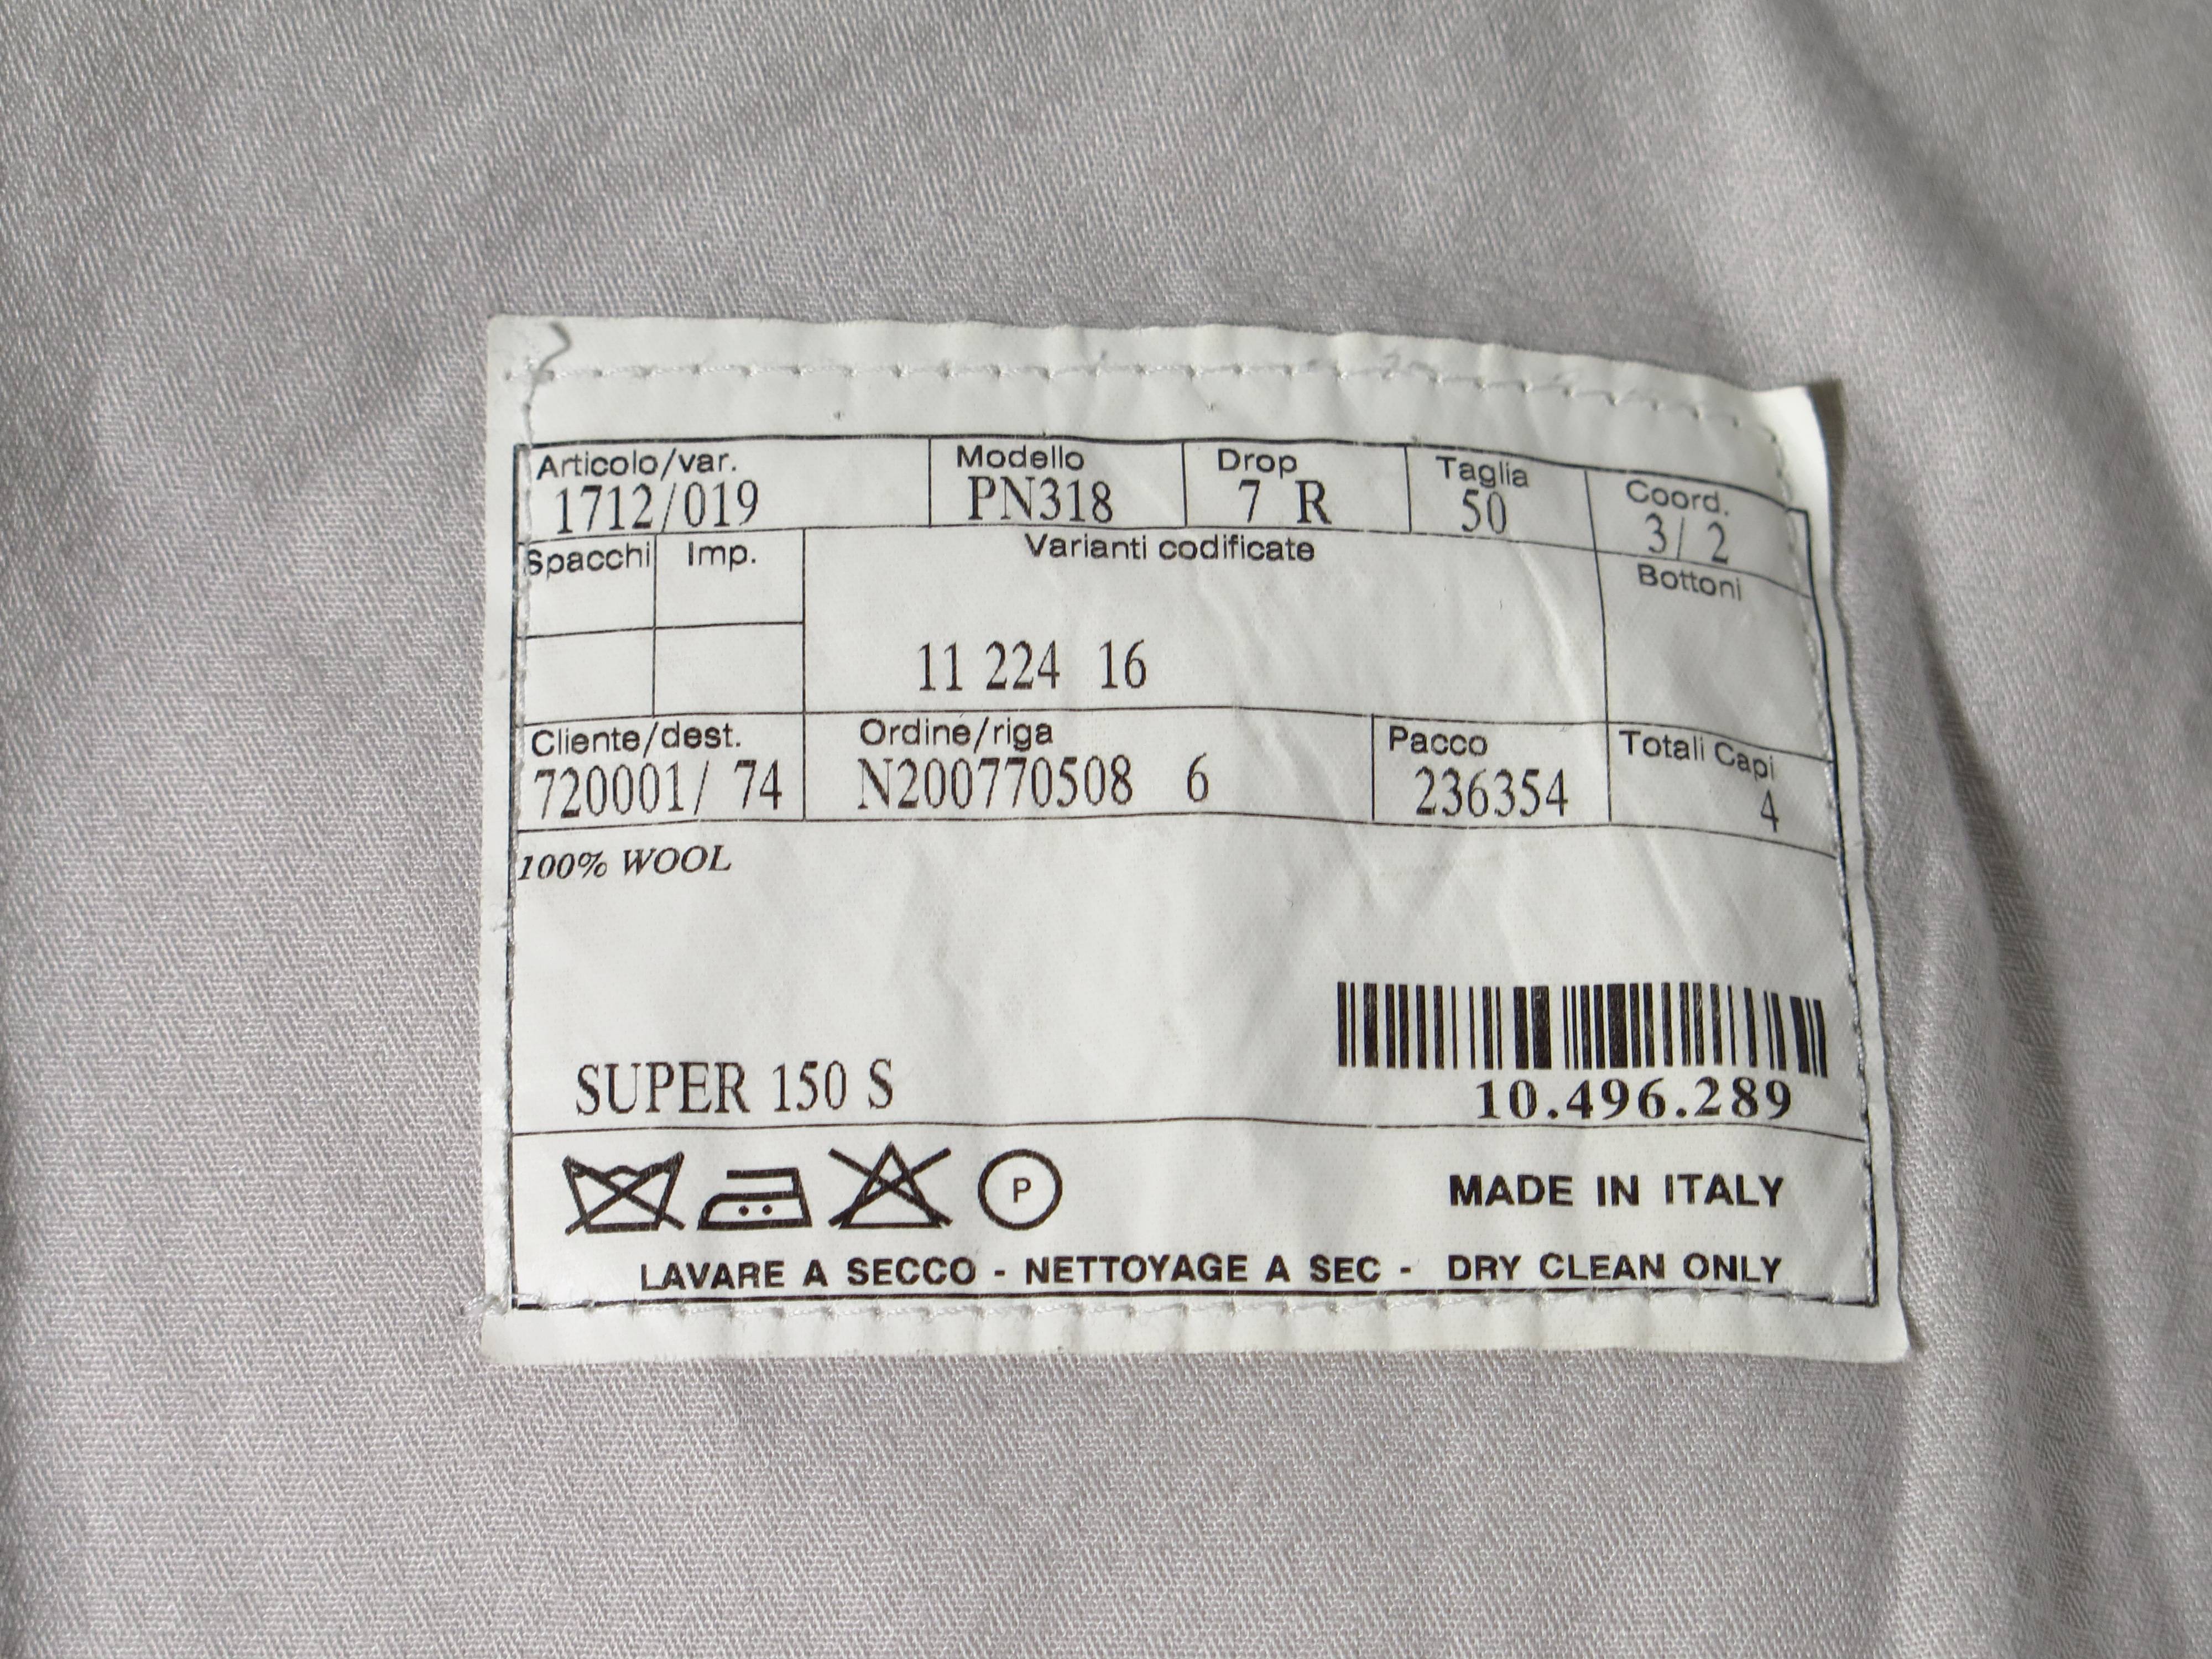 Articolo/var. Modello Drop Taglia Coord.
1712/019 PN318 7 R 50 3/ 2
Spacchi Imp. Varianti codificate Bottoni
11 224 16
Cliente/dest. Ordine/riga Pacco Totali Capi
720001/ 74 N200770508 6 236354 4
100% WOOL
SUPER 150 S
10.496.289
P
MADE IN ITALY
LAVARE A SECCO - NETTOYAGE A SEC - DRY CLEAN ONLY